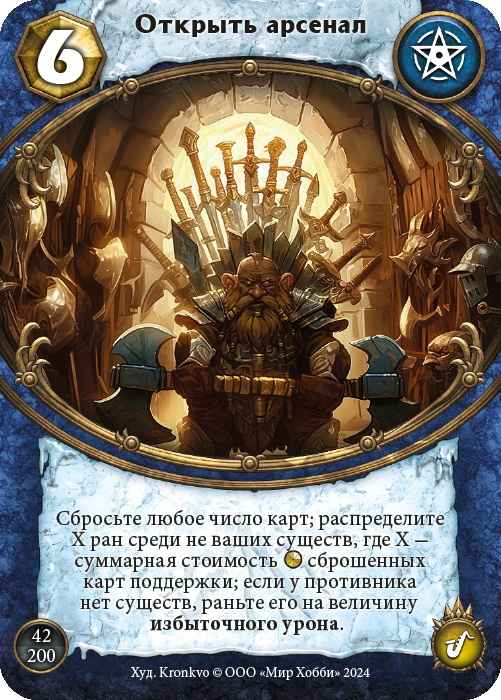 6
Открыть арсенал
Сбросьте любое число карт; распределите
X ран среди не ваших существ, где X –
суммарная стоимость сброшенных
карт поддержки; если у противника
нет существ, раньте его на величину
избыточного урона.
42
200
Худ. Kronkvo © ООО «Мир Хобби» 2024